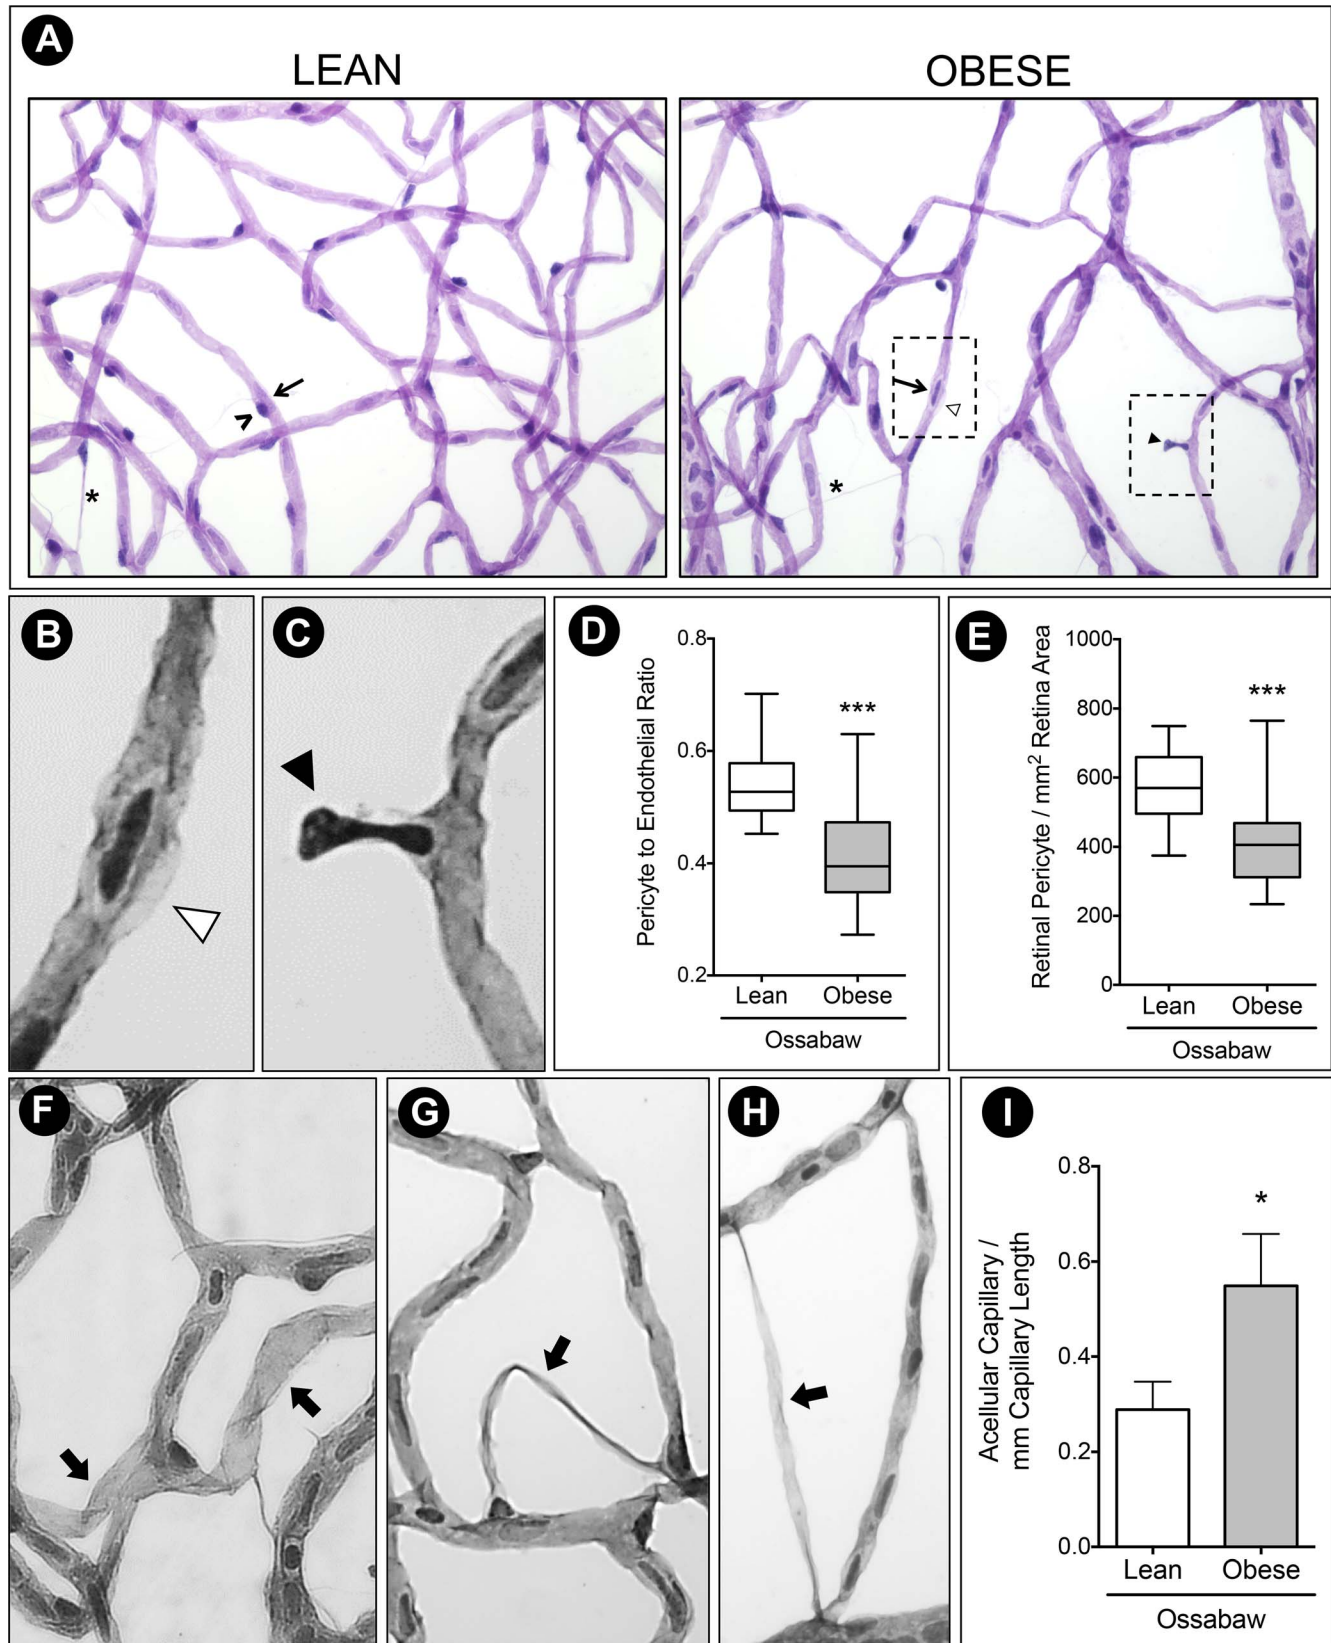 A
LEAN
OBESE
*
*
B
C
D
Pericyte to Endothelial Ratio
0.8
0.6
0.4
0.2
***
Lean
Obese
Ossabaw
E
Retinal Pericyte / mm² Retina Area
1000
800
600
400
200
0
***
Lean
Obese
Ossabaw
F
G
H
I
Acellular Capillary /
mm Capillary Length
0.8
0.6
0.4
0.2
0.0
*
Lean
Obese
Ossabaw